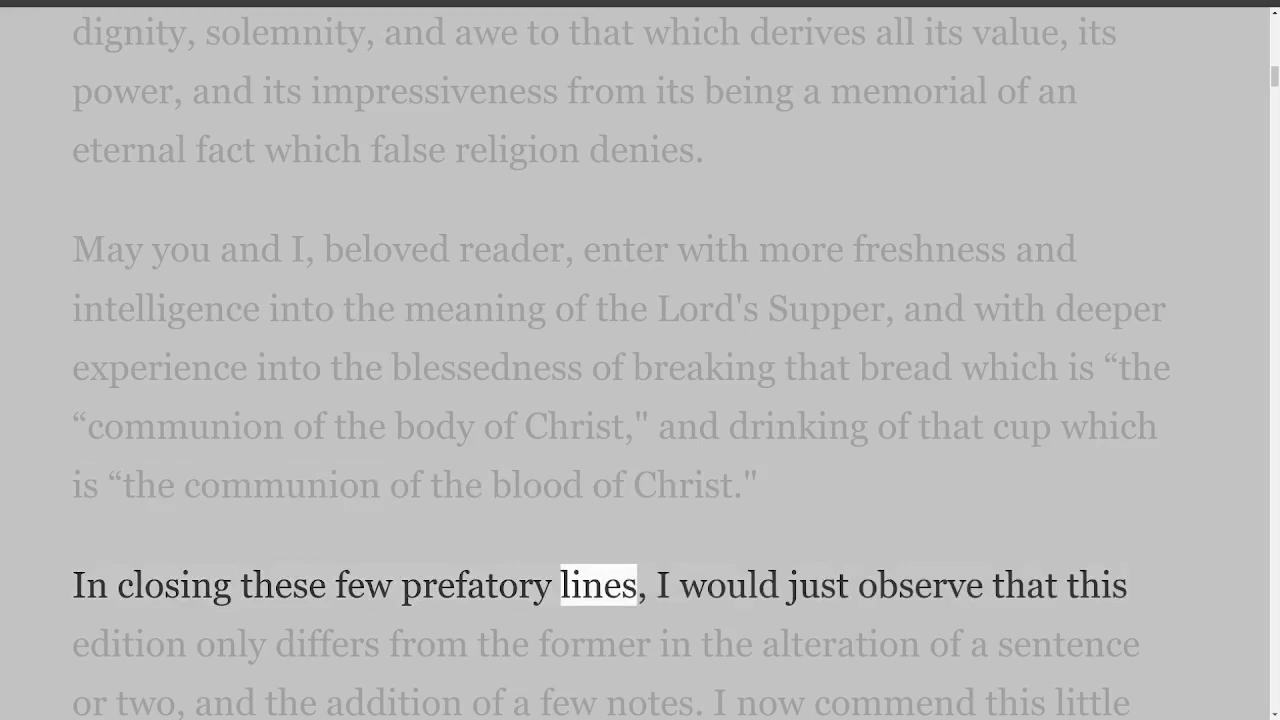 dignity, solemnity, and awe to that which derives all its value, its
power, and its impressiveness from its being a memorial of an
eternal fact which false religion denies.
May you and I, beloved reader, enter with more freshness and
intelligence into the meaning of the Lord's Supper, and with deeper
experience into the blessedness of breaking that bread which is “the
“communion of the body of Christ," and drinking of that cup which
is “the communion of the blood of Christ."
In closing these few prefatory lines, I would just observe that this
edition only differs from the former in the alteration of a sentence
or two, and the addition of a few notes. I now commend this little